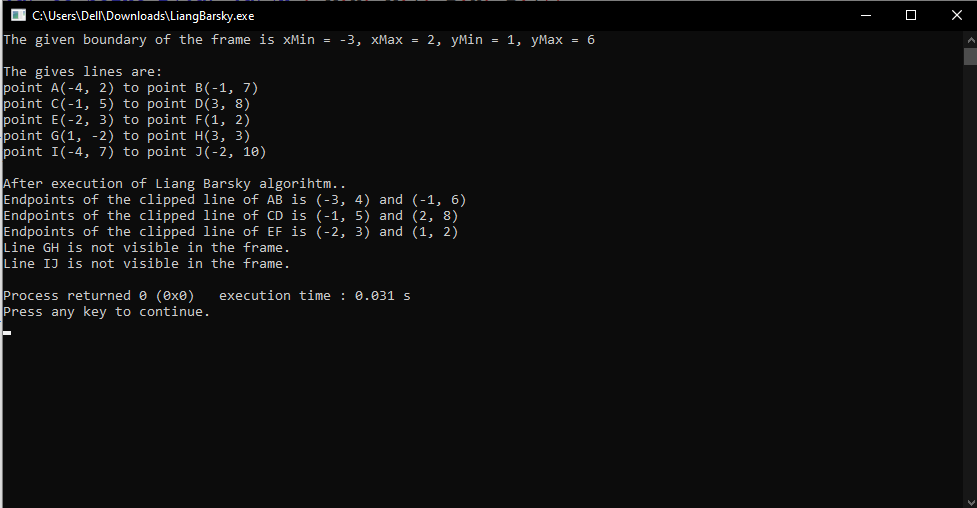 C:\Users\Dell\Downloads\LiangBarsky.exe
The given boundary of the frame is xMin = -3, xMax = 2, yMin = 1, yMax = 6
The gives lines are:
point A(-4, 2) to point B(-1, 7)
point C(-1, 5) to point D(3, 8)
point E(-2, 3) to point F(1, 2)
point G(1, -2) to point H(3, 3)
point I(-4, 7) to point J(-2, 10)
After execution of Liang Barsky algorihtm..
Endpoints of the clipped line of AB is (-3, 4) and (-1, 6)
Endpoints of the clipped line of CD is (-1, 5) and (2, 8)
Endpoints of the clipped line of EF is (-2, 3) and (1, 2)
Line GH is not visible in the frame.
Line IJ is not visible in the frame.
Process returned 0 (0x0)   execution time : 0.031 s
Press any key to continue.